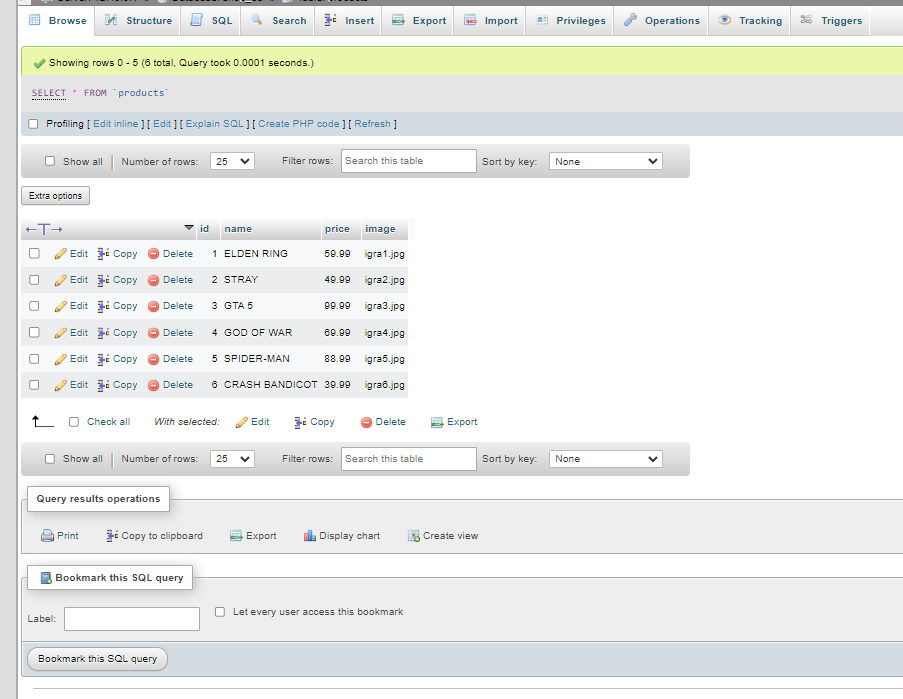 Browse Structure SQL Search Insert Export Import Privileges Operations Tracking Triggers
Showing rows 0 - 5 (6 total, Query took 0.0001 seconds.)
SELECT * FROM `products`
Profiling [ Edit inline ] [ Edit ] [ Explain SQL ] [ Create PHP code ] [ Refresh ]
Show all Number of rows: 25 Filter rows: Search this table Sort by key: None
Extra options
←T→ id name price image
Edit Copy Delete 1 ELDEN RING 59.99 igra1.jpg
Edit Copy Delete 2 STRAY 49.99 igra2.jpg
Edit Copy Delete 3 GTA 5 99.99 igra3.jpg
Edit Copy Delete 4 GOD OF WAR 69.99 igra4.jpg
Edit Copy Delete 5 SPIDER-MAN 88.99 igra5.jpg
Edit Copy Delete 6 CRASH BANDICOT 39.99 igra6.jpg
Check all With selected: Edit Copy Delete Export
Show all Number of rows: 25 Filter rows: Search this table Sort by key: None
Query results operations
Print Copy to clipboard Export Display chart Create view
Bookmark this SQL query
Label: Let every user access this bookmark
Bookmark this SQL query